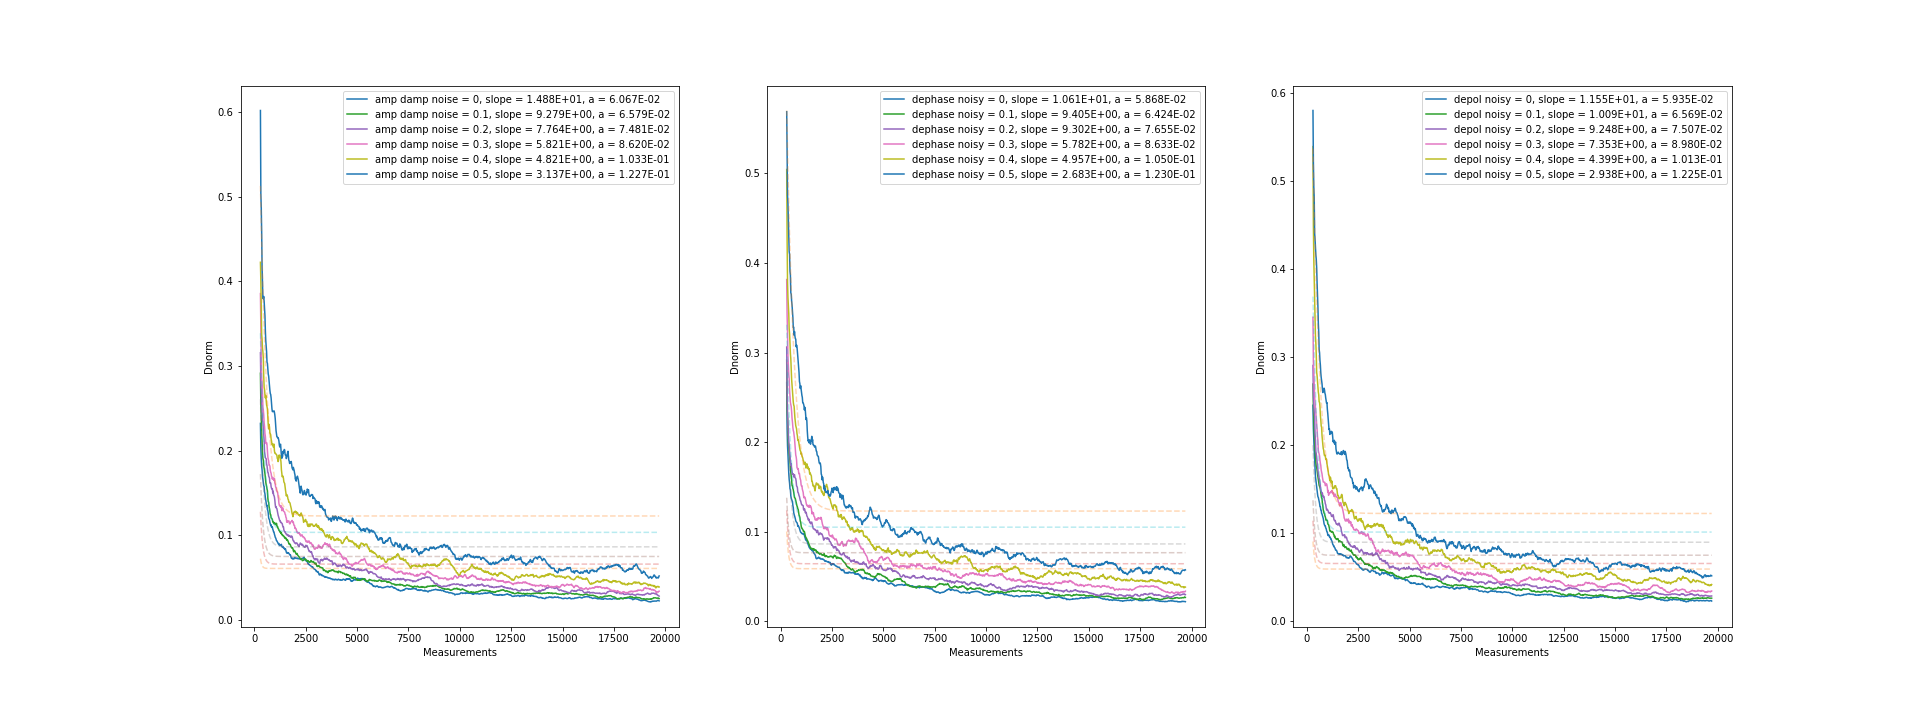 amp damp noise = 0, slope = 1.488E+01, a = 6.067E-02
amp damp noise = 0.1, slope = 9.279E+00, a = 6.579E-02
amp damp noise = 0.2, slope = 7.764E+00, a = 7.481E-02
amp damp noise = 0.3, slope = 5.821E+00, a = 8.620E-02
amp damp noise = 0.4, slope = 4.821E+00, a = 1.033E-01
amp damp noise = 0.5, slope = 3.137E+00, a = 1.227E-01
0.6
0.5
0.4
0.3
0.2
0.1
0.0
Dnorm
0 2500 5000 7500 10000 12500 15000 17500 20000
Measurements
dephase noisy = 0, slope = 1.061E+01, a = 5.868E-02
dephase noisy = 0.1, slope = 9.405E+00, a = 6.424E-02
dephase noisy = 0.2, slope = 9.302E+00, a = 7.655E-02
dephase noisy = 0.3, slope = 5.782E+00, a = 8.633E-02
dephase noisy = 0.4, slope = 4.957E+00, a = 1.050E-01
dephase noisy = 0.5, slope = 2.683E+00, a = 1.230E-01
0.5
0.4
0.3
0.2
0.1
0.0
Dnorm
0 2500 5000 7500 10000 12500 15000 17500 20000
Measurements
depol noisy = 0, slope = 1.155E+01, a = 5.935E-02
depol noisy = 0.1, slope = 1.009E+01, a = 6.569E-02
depol noisy = 0.2, slope = 9.248E+00, a = 7.507E-02
depol noisy = 0.3, slope = 7.353E+00, a = 8.980E-02
depol noisy = 0.4, slope = 4.399E+00, a = 1.013E-01
depol noisy = 0.5, slope = 2.938E+00, a = 1.225E-01
0.6
0.5
0.4
0.3
0.2
0.1
0.0
Dnorm
0 2500 5000 7500 10000 12500 15000 17500 20000
Measurements